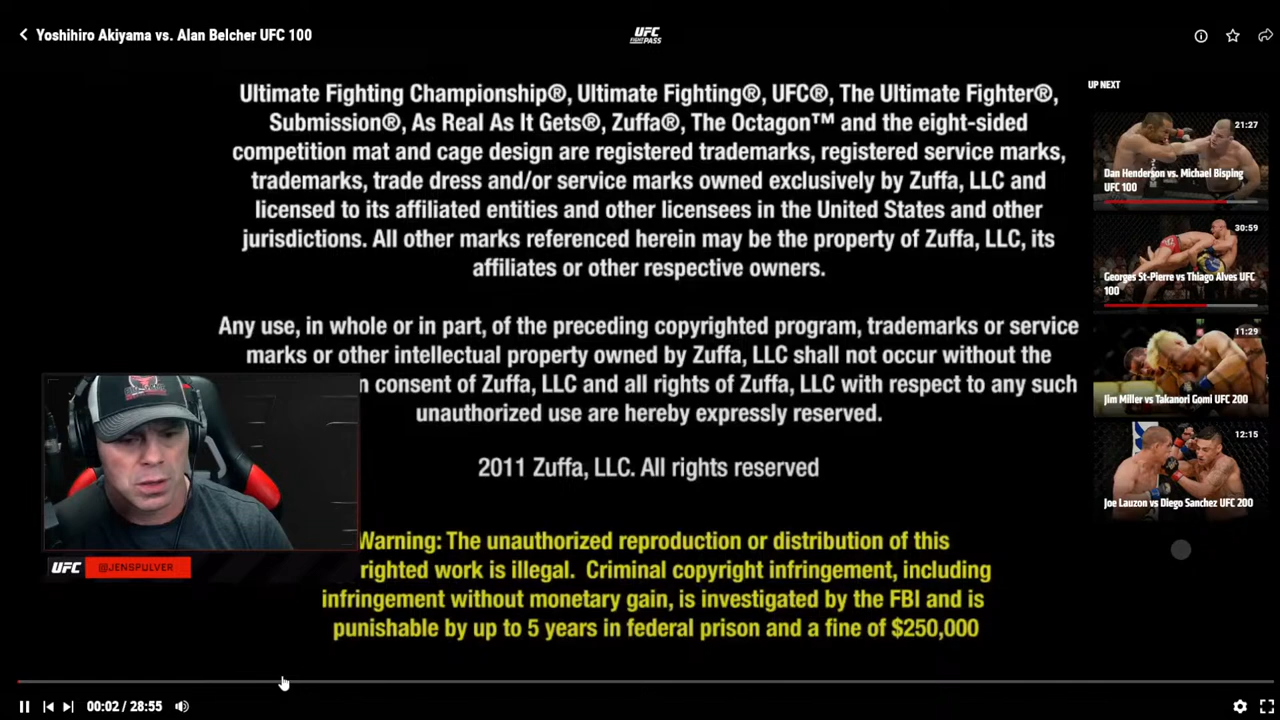 Yoshihiro Akiyama vs. Alan Belcher UFC 100
UFC
FIGHT PASS
Ultimate Fighting Championship®, Ultimate Fighting®, UFC®, The Ultimate Fighter®,
Submission®, As Real As It Gets®, Zuffa®, The Octagon™ and the eight-sided
competition mat and cage design are registered trademarks, registered service marks,
trademarks, trade dress and/or service marks owned exclusively by Zuffa, LLC and
licensed to its affiliated entities and other licensees in the United States and other
jurisdictions. All other marks referenced herein may be the property of Zuffa, LLC, its
affiliates or other respective owners.
Any use, in whole or in part, of the preceding copyrighted program, trademarks or service
marks or other intellectual property owned by Zuffa, LLC shall not occur without the
n consent of Zuffa, LLC and all rights of Zuffa, LLC with respect to any such
unauthorized use are hereby expressly reserved.
2011 Zuffa, LLC. All rights reserved
Warning: The unauthorized reproduction or distribution of this
righted work is illegal. Criminal copyright infringement, including
infringement without monetary gain, is investigated by the FBI and is
punishable by up to 5 years in federal prison and a fine of $250,000
UP NEXT
21:27
Dan Henderson vs. Michael Bisping
UFC 100
30:59
Georges St-Pierre vs Thiago Alves UFC
100
11:29
Jim Miller vs Takanori Gomi UFC 200
12:15
Joe Lauzon vs Diego Sanchez UFC 200
UFC @JENSPULVER
00:02 / 28:55